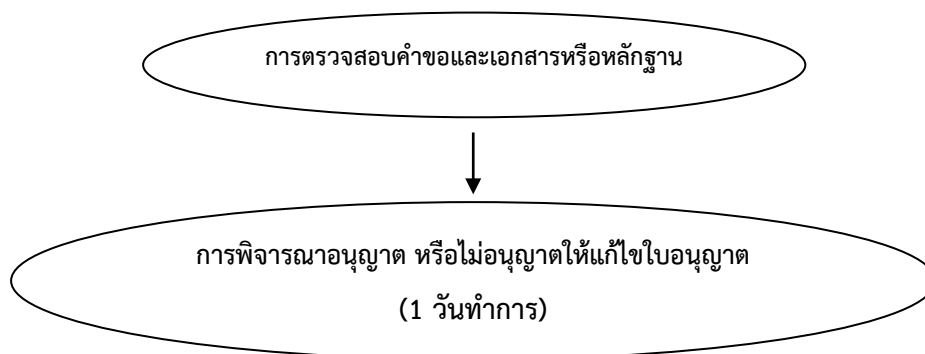 การตรวจสอบคำขอและเอกสารหรือหลักฐาน
การพิจารณาอนุญาต หรือไม่อนุญาตให้แก้ไขใบอนุญาต
(1 วันทำการ)